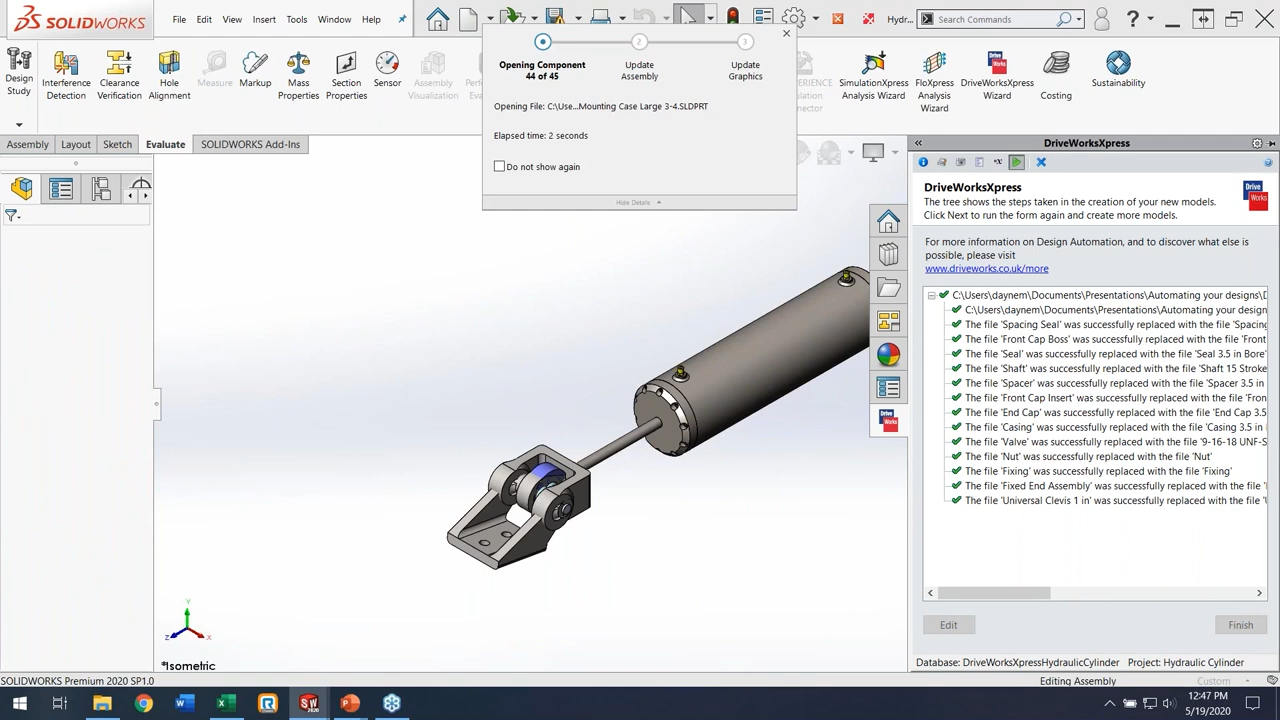 SOLIDWORKS
File
Edit
View
Insert
Tools
Window
Help
Hydr...
Search Commands
?
Design Study
Interference Detection
Clearance Verification
Hole Alignment
Measure
Markup
Mass Properties
Section Properties
Sensor
Assembly Visualization
SimulationXpress Analysis Wizard
FloXpress Analysis Wizard
DriveWorksXpress Wizard
Costing
Sustainability
Assembly
Layout
Sketch
Evaluate
SOLIDWORKS Add-Ins
2
3
Opening Component 44 of 45
Update Assembly
Update Graphics
Opening File: C:\Use...Mounting Case Large 3-4.SLDPRT
Elapsed time: 2 seconds
Do not show again
Hide Details
DriveWorksXpress
DriveWorksXpress
The tree shows the steps taken in the creation of your new models.
Click Next to run the form again and create more models.
Drive Works
For more information on Design Automation, and to discover what else is
possible, please visit
www.driveworks.co.uk/more
C:\Users\daynem\Documents\Presentations\Automating your designs\D
C:\Users\daynem\Documents\Presentations\Automating your design
The file 'Spacing Seal' was successfully replaced with the file 'Spacing
The file 'Front Cap Boss' was successfully replaced with the file 'Front
The file 'Seal' was successfully replaced with the file 'Seal 3.5 in Bore'
The file 'Shaft' was successfully replaced with the file 'Shaft 15 Stroke
The file 'Spacer' was successfully replaced with the file 'Spacer 3.5 in
The file 'Front Cap Insert' was successfully replaced with the file 'Fron
The file 'End Cap' was successfully replaced with the file 'End Cap 3.5
The file 'Casing' was successfully replaced with the file 'Casing 3.5 in
The file 'Valve' was successfully replaced with the file '9-16-18 UNF-S
The file 'Nut' was successfully replaced with the file 'Nut'
The file 'Fixing' was successfully replaced with the file 'Fixing'
The file 'Fixed End Assembly' was successfully replaced with the file '
The file 'Universal Clevis 1 in' was successfully replaced with the file '
Edit
Finish
Database: DriveWorksXpressHydraulicCylinder
Project: Hydraulic Cylinder
Y
Z
X
*Isometric
SOLIDWORKS Premium 2020 SP1.0
Editing Assembly
Custom
12:47 PM
5/19/2020